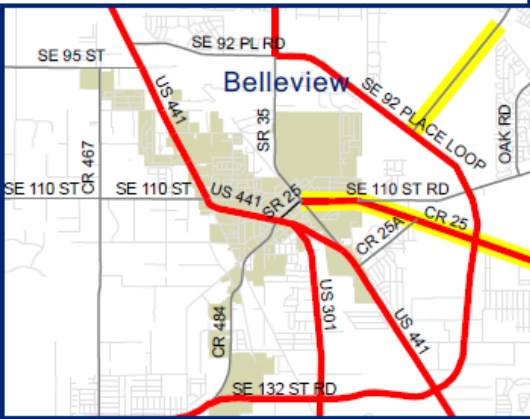 SE 92 PL RD
SE 95 ST
Belleview
US 441
SR 35
SE 92 PLACE LOOP
OAK RD
CR 467
SE 110 ST
SE 110 ST
US 441
SR 25
SE 110 ST RD
CR 25
CR 25A
US 301
US 441
CR 484
SE 132 ST RD